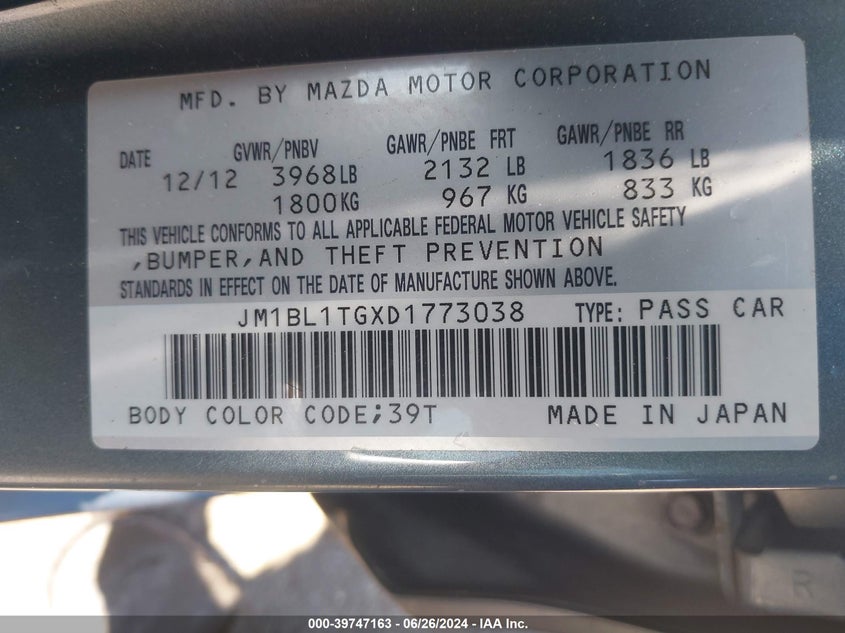 MFD. BY MAZDA MOTOR CORPORATION
DATE GVWR/PNBV GAWR/PNBE FRT GAWR/PNBE RR
12/12 3968LB 2132 LB 1836 LB
1800KG 967 KG 833 KG
THIS VEHICLE CONFORMS TO ALL APPLICABLE FEDERAL MOTOR VEHICLE SAFETY
,BUMPER,AND THEFT PREVENTION
STANDARDS IN EFFECT ON THE DATE OF MANUFACTURE SHOWN ABOVE.
JM1BL1TGXD1773038 TYPE: PASS CAR
BODY COLOR CODE;39T MADE IN JAPAN
R
000-39747163 - 06/26/2024 - IAA Inc.